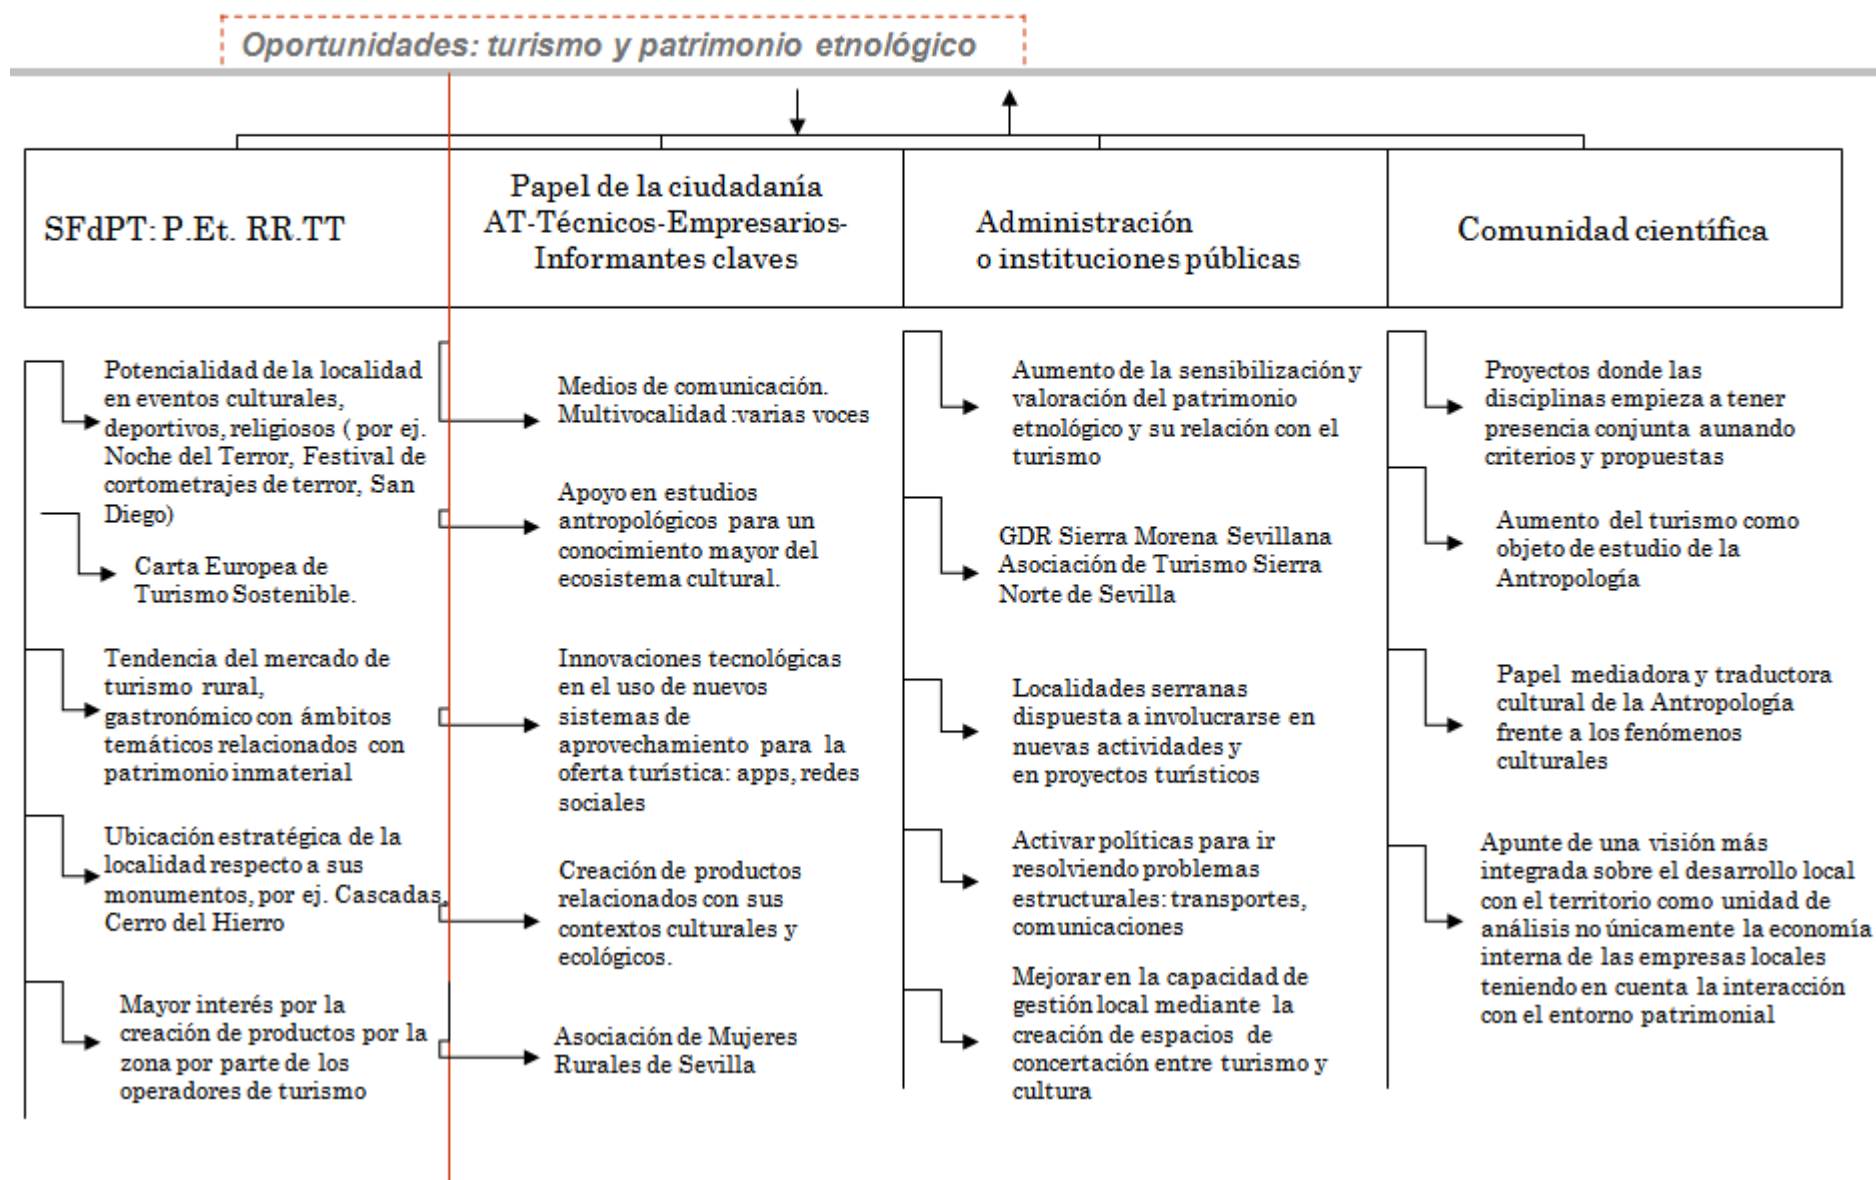 Oportunidades: turismo y patrimonio etnológico
SFdPT: P.Et. RR.TT
Papel de la ciudadanía
AT-Técnicos-Empresarios-
Informantes claves
Administración
o instituciones públicas
Comunidad científica
Potencialidad de la localidad
en eventos culturales,
deportivos, religiosos ( por ej.
Noche del Terror, Festival de
cortometrajes de terror, San
Diego)
Carta Europea de
Turismo Sostenible.
Tendencia del mercado de
turismo rural,
gastronómico con ámbitos
temáticos relacionados con
patrimonio inmaterial
Ubicación estratégica de la
localidad respecto a sus
monumentos, por ej. Cascadas,
Cerro del Hierro
Mayor interés por la
creación de productos por la
zona por parte de los
operadores de turismo
Medios de comunicación.
Multivocalidad :varias voces
Apoyo en estudios
antropológicos para un
conocimiento mayor del
ecosistema cultural.
Innovaciones tecnológicas
en el uso de nuevos
sistemas de
aprovechamiento para la
oferta turística: apps, redes
sociales
Creación de productos
relacionados con sus
contextos culturales y
ecológicos.
Asociación de Mujeres
Rurales de Sevilla
Aumento de la sensibilización y
valoración del patrimonio
etnológico y su relación con el
turismo
GDR Sierra Morena Sevillana
Asociación de Turismo Sierra
Norte de Sevilla
Localidades serranas
dispuesta a involucrarse en
nuevas actividades y
en proyectos turísticos
Activar políticas para ir
resolviendo problemas
estructurales: transportes,
comunicaciones
Mejorar en la capacidad de
gestión local mediante la
creación de espacios de
concertación entre turismo y
cultura
Proyectos donde las
disciplinas empieza a tener
presencia conjunta aunando
criterios y propuestas
Aumento del turismo como
objeto de estudio de la
Antropología
Papel mediadora y traductora
cultural de la Antropología
frente a los fenómenos
culturales
Apunte de una visión más
integrada sobre el desarrollo local
con el territorio como unidad de
análisis no únicamente la economía
interna de las empresas locales
teniendo en cuenta la interacción
con el entorno patrimonial